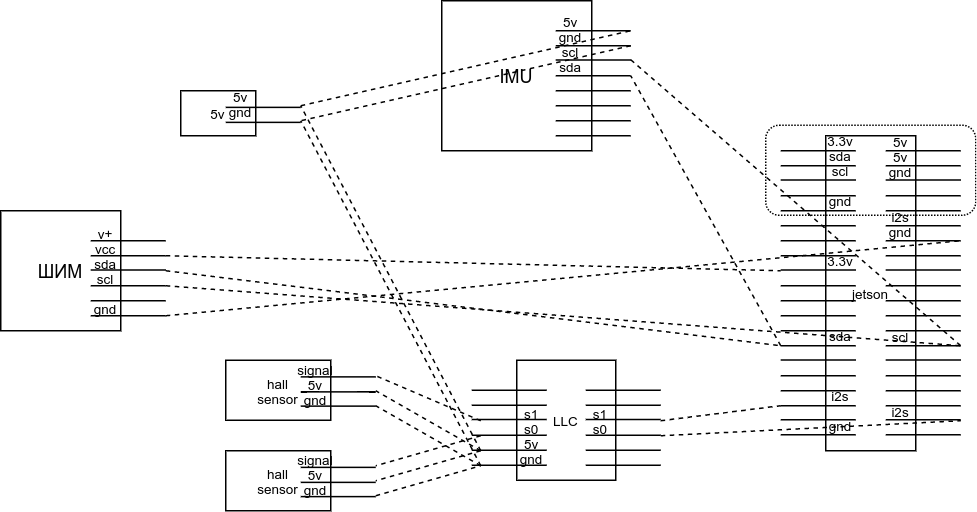 5v
gnd
scl
sda
IMU
5v
5v gnd
3.3v
sda
scl
gnd
3.3v
jetson
sda
i2s
gnd
5v
5v
gnd
i2s
gnd
scl
i2s
v+
vcc
ШИМ
sda
scl
gnd
signal
hall
sensor
5v
gnd
s1
s0
5v
gnd
LLC
s1
s0
signal
hall
sensor
5v
gnd